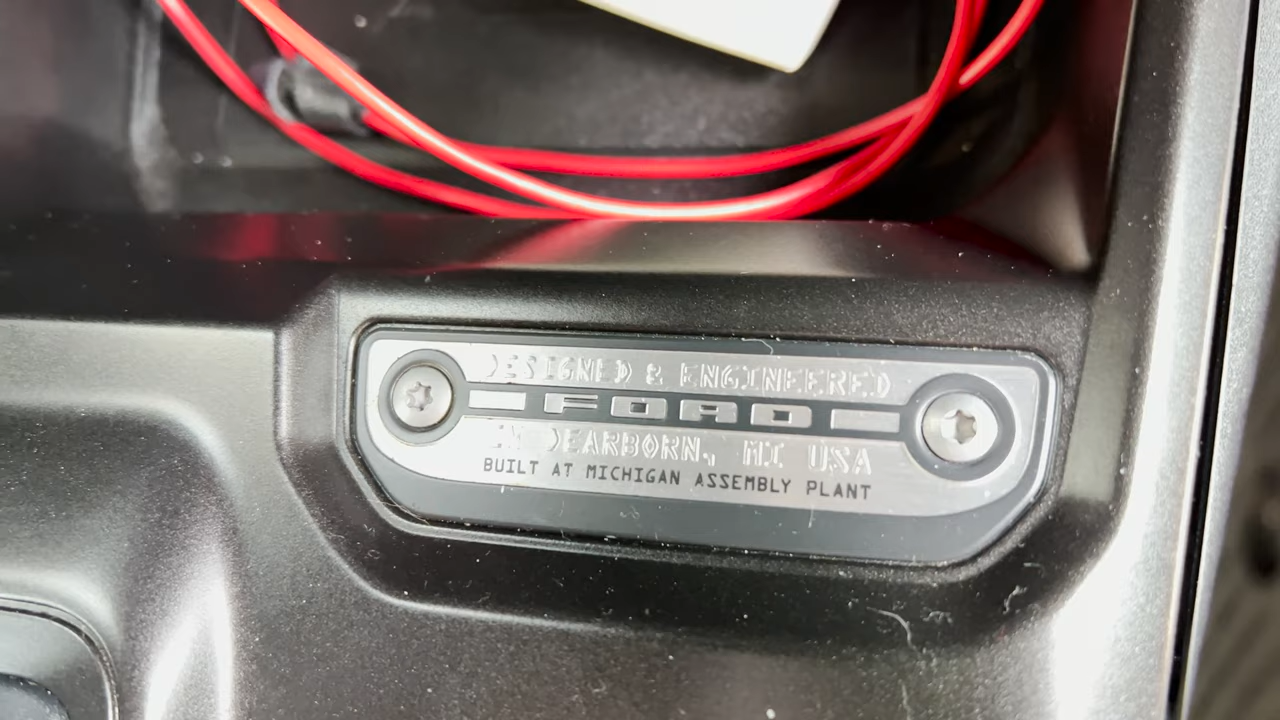 DESIGNED & ENGINEERED
FORD
IN DEARBORN, MI USA
BUILT AT MICHIGAN ASSEMBLY PLANT